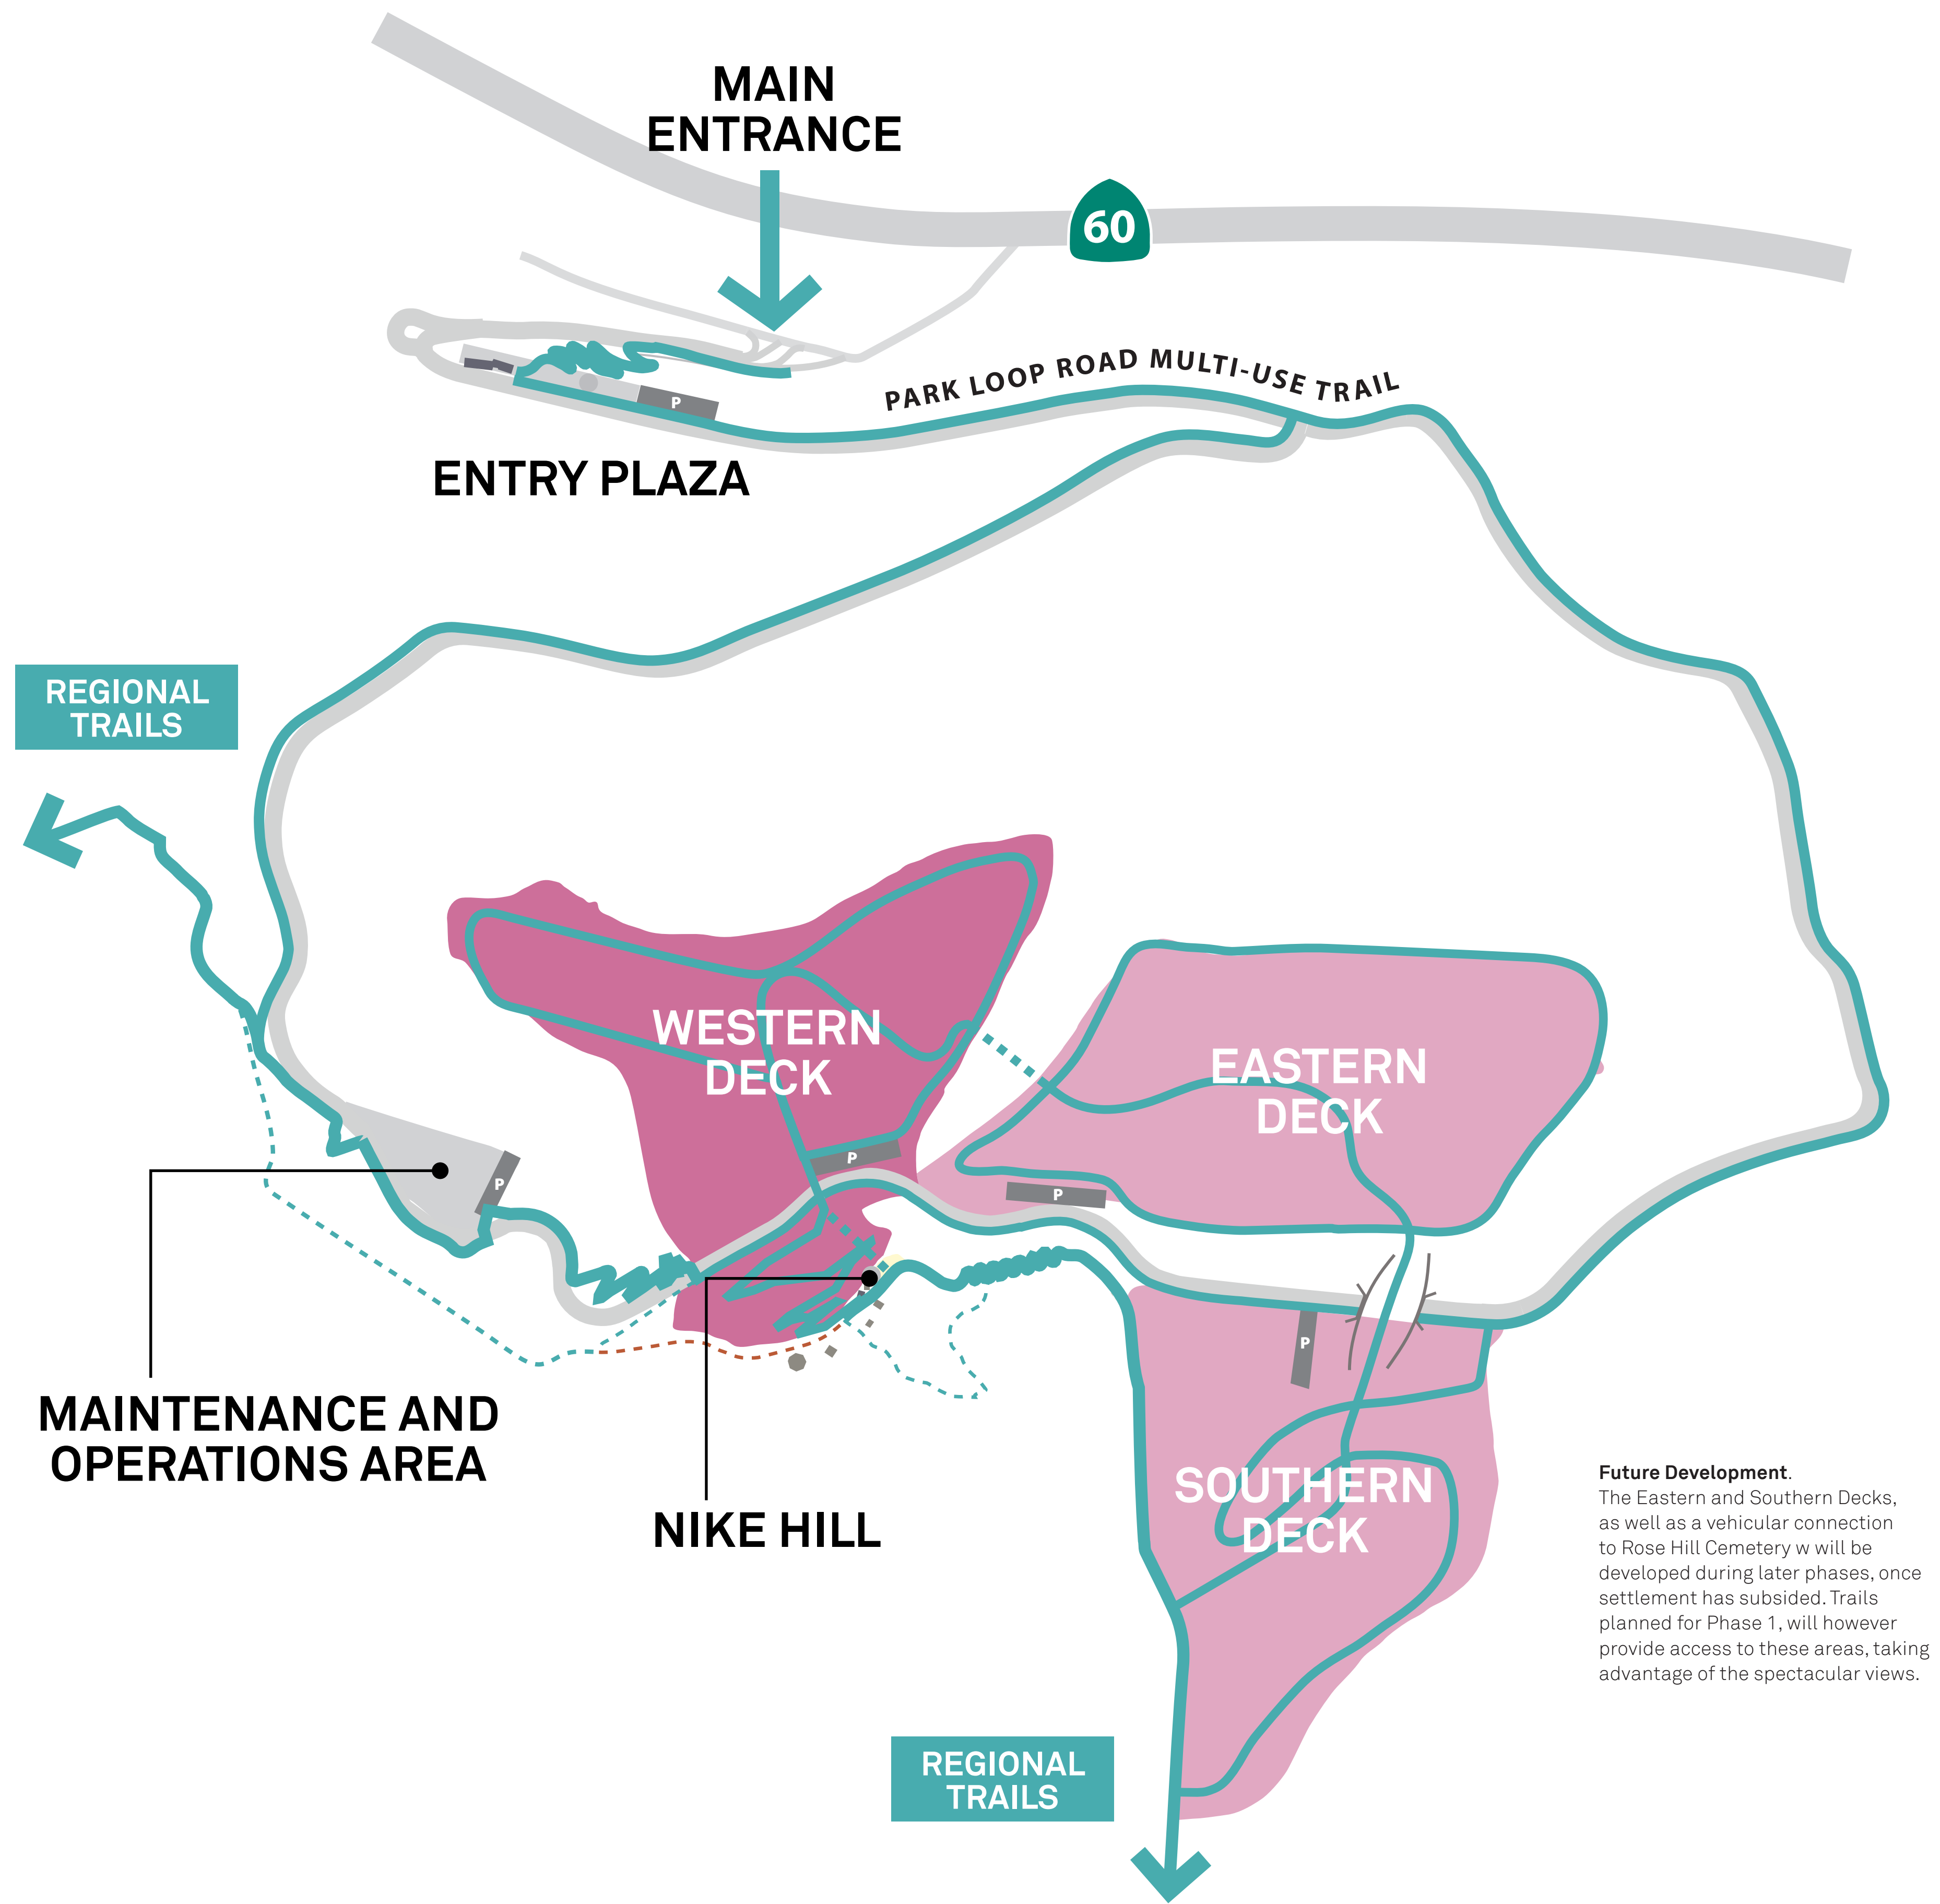 MAIN
ENTRANCE
60
PARK LOOP ROAD MULTI-USE TRAIL
P
ENTRY PLAZA
REGIONAL
TRAILS
WESTERN
DECK
EASTERN
DECK
P
P
P
P
MAINTENANCE AND
OPERATIONS AREA
NIKE HILL
SOUTHERN
DECK
Future Development.
The Eastern and Southern Decks,
as well as a vehicular connection
to Rose Hill Cemetery w will be
developed during later phases, once
settlement has subsided. Trails
planned for Phase 1, will however
provide access to these areas, taking
advantage of the spectacular views.
REGIONAL
TRAILS